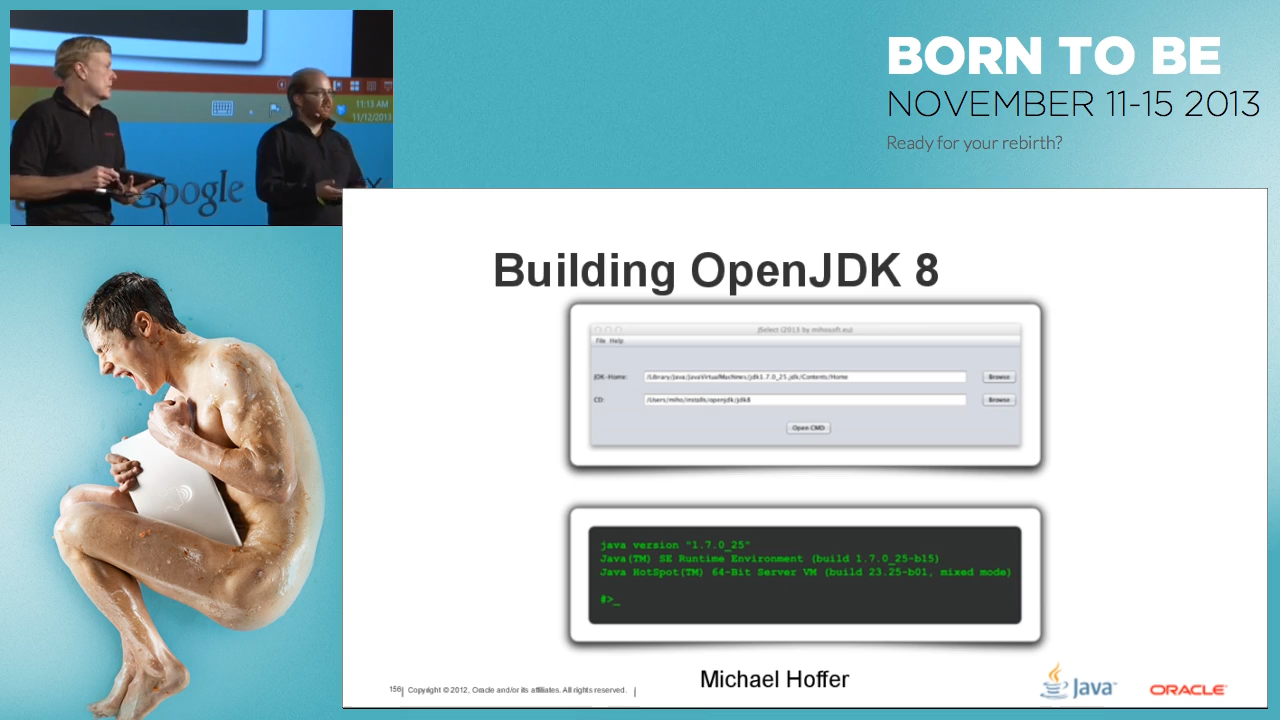 BORN TO BE
NOVEMBER 11-15 2013
Ready for your rebirth?
11:13 AM
11/12/2013
Google
X
Building OpenJDK 8
JSelect (2013 by mihosoft.eu)
File Help
JDK-Home: /Library/Java/JavaVirtualMachines/jdk1.7.0_25.jdk/Contents/Home Browse
CD: /Users/miho/installs/openjdk/jdk8 Browse
Open CMD
java version "1.7.0_25"
Java(TM) SE Runtime Environment (build 1.7.0_25-b15)
Java HotSpot(TM) 64-Bit Server VM (build 23.25-b01, mixed mode)
#>_
Michael Hoffer
156| Copyright © 2012, Oracle and/or its affiliates. All rights reserved. |
Java™
ORACLE